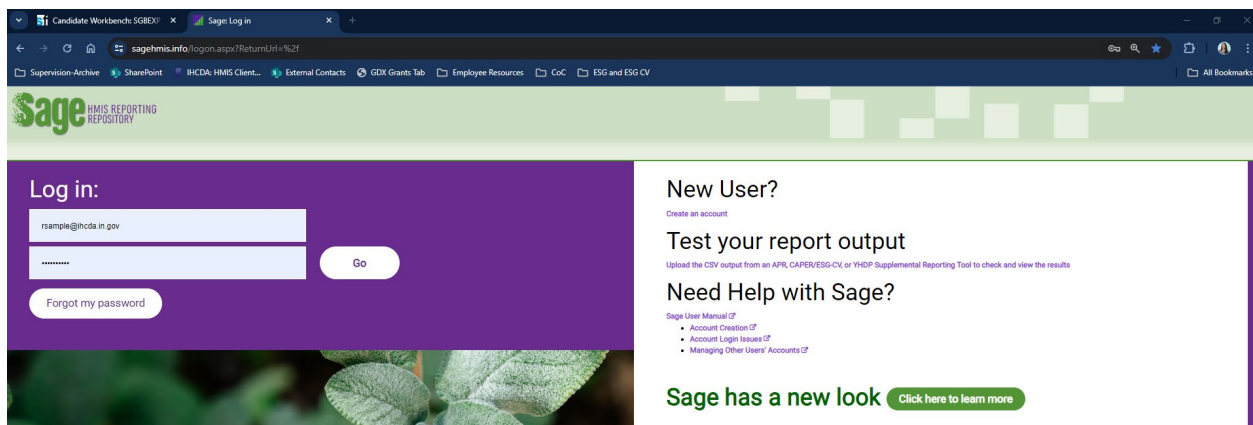 Candidate Workbench: SGBEXP
Sage: Log in
sagehmis.info/logon.aspx?ReturnUrl=%2f
Supervision-Archive
SharePoint
IHCDA: HMIS Client...
External Contacts
GDX Grants Tab
Employee Resources
CoC
ESG and ESG CV
All Bookmarks
Sage HMIS REPORTING
REPOSITORY
Log in:
rsample@ihcda.in.gov
••••••••••
Go
Forgot my password
New User?
Create an account
Test your report output
Upload the CSV output from an APR, CAPER/ESG-CV, or YHDP Supplemental Reporting Tool to check and view the results
Need Help with Sage?
Sage User Manual
• Account Creation
• Account Login Issues
• Managing Other Users' Accounts
Sage has a new look
Click here to learn more